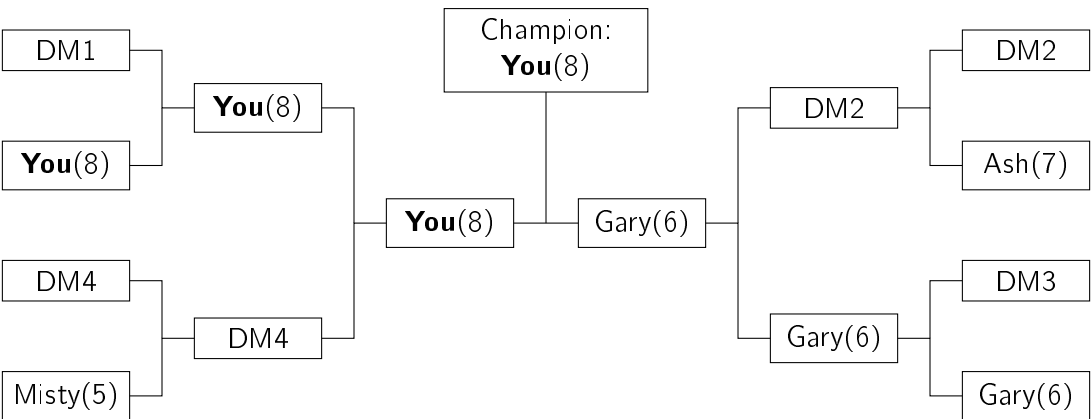 Champion:
You(8)
DM1
DM2
You(8)
DM2
You(8)
Ash(7)
You(8)
Gary(6)
DM4
DM3
DM4
Gary(6)
Misty(5)
Gary(6)